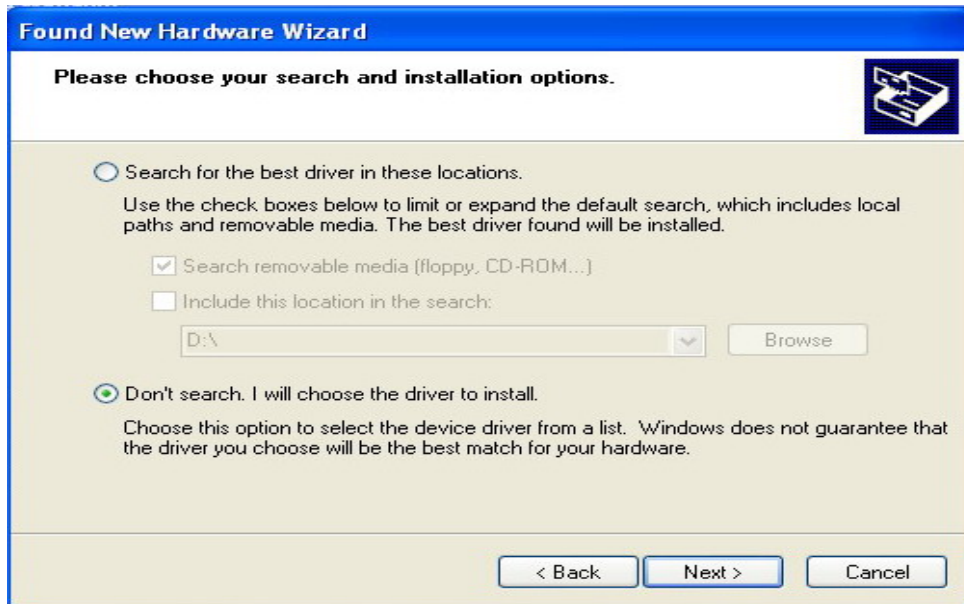 Found New Hardware Wizard
Please choose your search and installation options.
Search for the best driver in these locations.
Use the check boxes below to limit or expand the default search, which includes local
paths and removable media. The best driver found will be installed.
Search removable media (floppy, CD-ROM...)
Include this location in the search:
D:\
Browse
Don't search. I will choose the driver to install.
Choose this option to select the device driver from a list. Windows does not guarantee that
the driver you choose will be the best match for your hardware.
< Back
Next >
Cancel